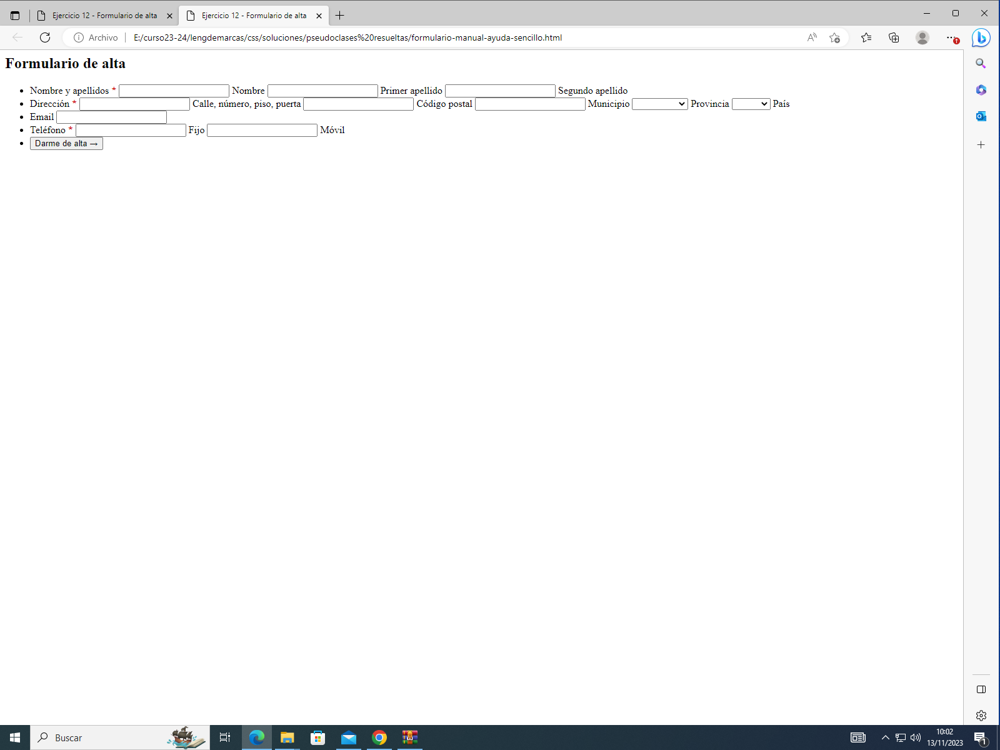 Ejercicio 12 - Formulario de alta
Ejercicio 12 - Formulario de alta
Archivo
E:/curso23-24/lengdemarcas/css/soluciones/pseudoclases%20resueltas/formulario-manual-ayuda-sencillo.html
Formulario de alta
Nombre y apellidos * Nombre Primer apellido Segundo apellido
Dirección * Calle, número, piso, puerta Código postal Municipio Provincia País
Email
Teléfono * Fijo Móvil
Darme de alta →
Buscar
10:02
13/11/2023
1